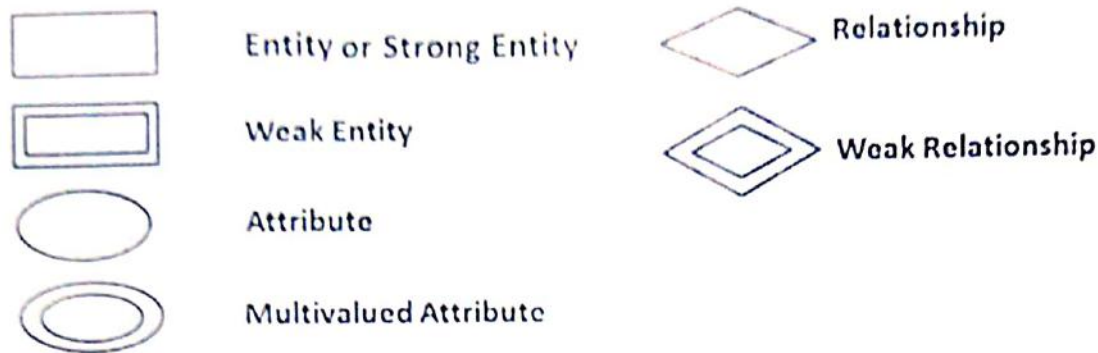 Entity or Strong Entity
Weak Entity
Attribute
Multivalued Attribute
Relationship
Weak Relationship